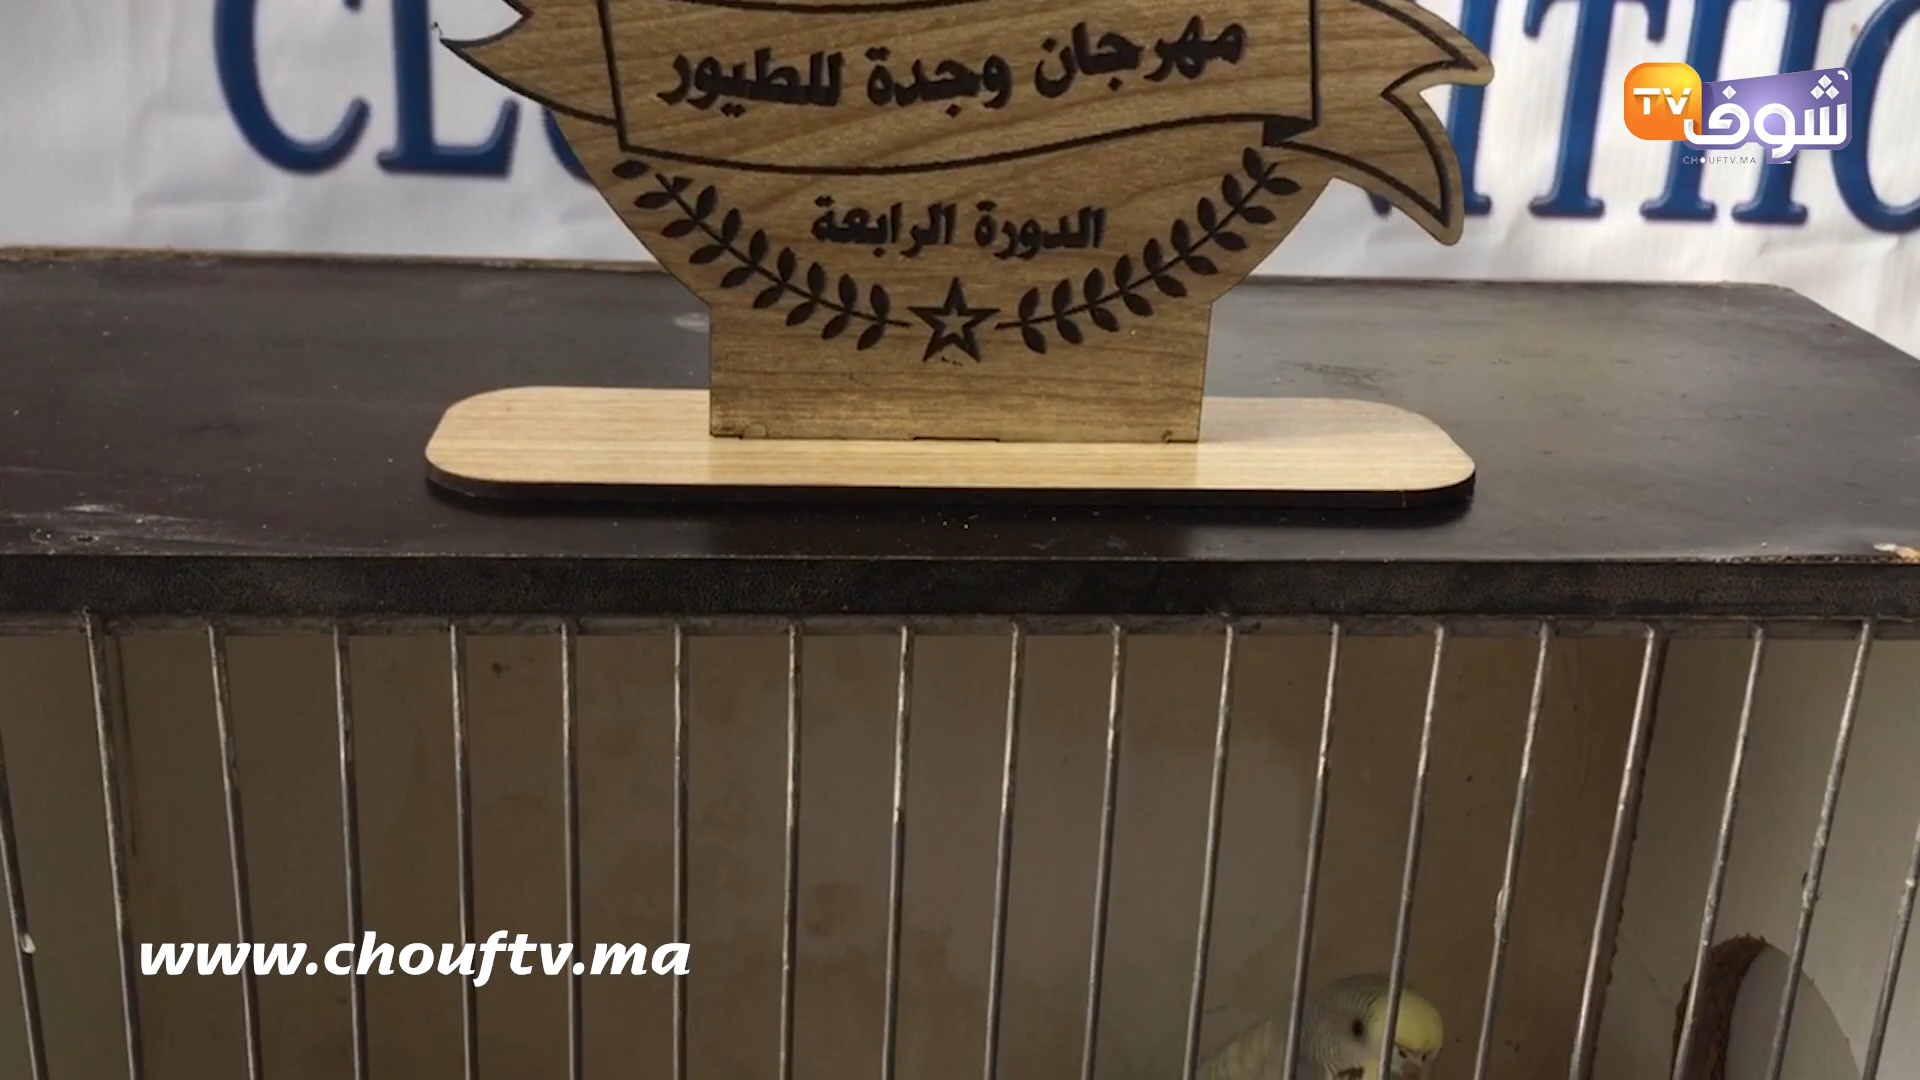 مهرجان وجدة للطيور
الدورة الرابعة
TV شوف
CHOUFTV.MA
www.chouftv.ma